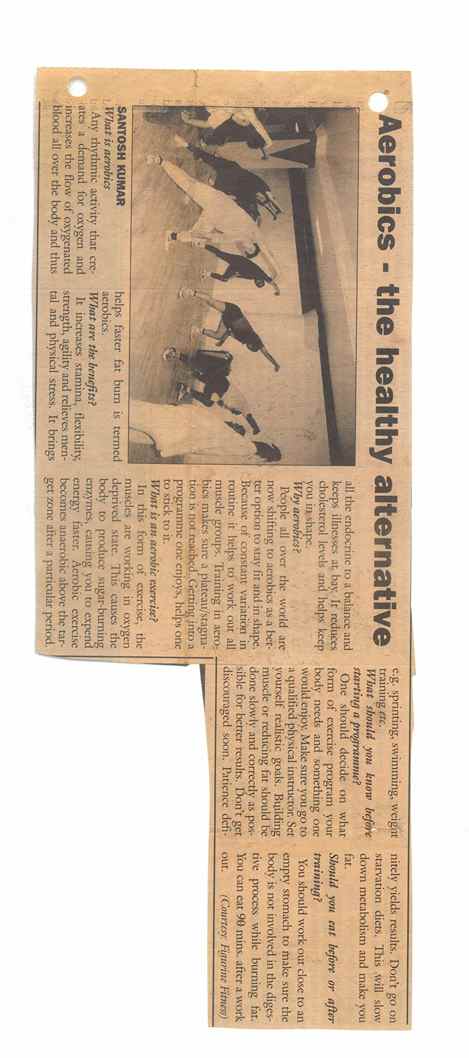 Aerobics - the healthy alternative
SANTOSH KUMAR
What is aerobics
Any rhythmic activity that cre-
ates a demand for oxygen and
increases the flow of oxygenated
blood all over the body and thus
helps faster fat burn is termed
aerobics.
What are the benefits?
It increases stamina, flexibility,
strength, agility and relieves men-
tal and physical stress. It brings
all the endocrine to a balance and
keeps illnesses at bay. It reduces
cholesterol levels and helps keep
you in shape.
Why aerobics?
People all over the world are
now shifting to aerobics as a bet-
ter option to stay fit and in shape.
Because of constant variation in
routine it helps to work out all
muscle groups. Training in aero-
bics makes sure a plateau/stagna-
tion is not reached. Getting into a
programme one enjoys, helps one
to stick to it.
What is an aerobic exercise?
In this form of exercise, the
muscles are working in oxygen
deprived state. This causes the
body to produce sugar-burning
enzymes, causing you to expend
energy faster. Aerobic exercise
becomes anaerobic above the tar-
get zone after a particular period.
e.g. sprinting, swimming, weight
training etc.
What should you know before
starting a programme?
One should decide on what
form of exercise program your
body needs and something one
would enjoy. Make sure you go to
a qualified physical instructor. Set
yourself realistic goals. Building
muscle or reducing fat should be
done slowly and correctly as pos-
sible for better results. Don't get
discouraged soon. Patience defi-
nitely yields results. Don't go on
starvation diets. This will slow
down metabolism and make you
fat.
Should you eat before or after
training?
You should work out close to an
empty stomach to make sure the
body is not involved in the diges-
tive process while burning fat.
You can eat 90 mins. after a work
out.
(Courtesy Figurine Fitness)